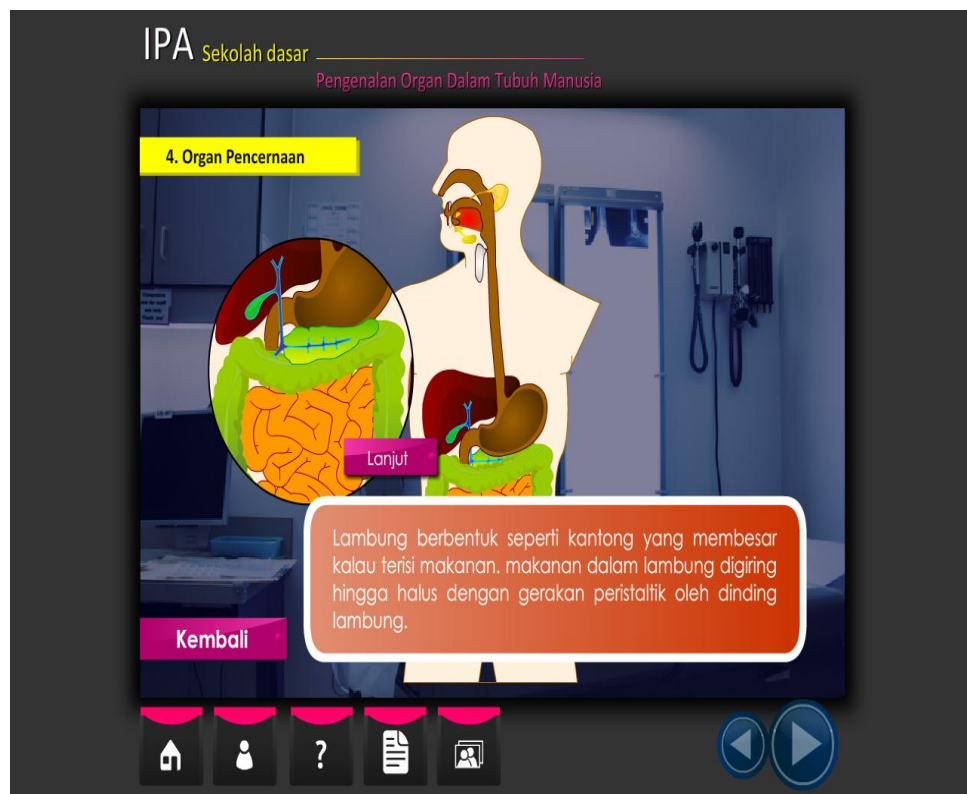 IPA Sekolah dasar
Pengenalan Organ Dalam Tubuh Manusia
4. Organ Pencernaan
Lanjut
Lambung berbentuk seperti kantong yang membesar
kalau terisi makanan. makanan dalam lambung digiring
hingga halus dengan gerakan peristaltik oleh dinding
lambung.
Kembali
?